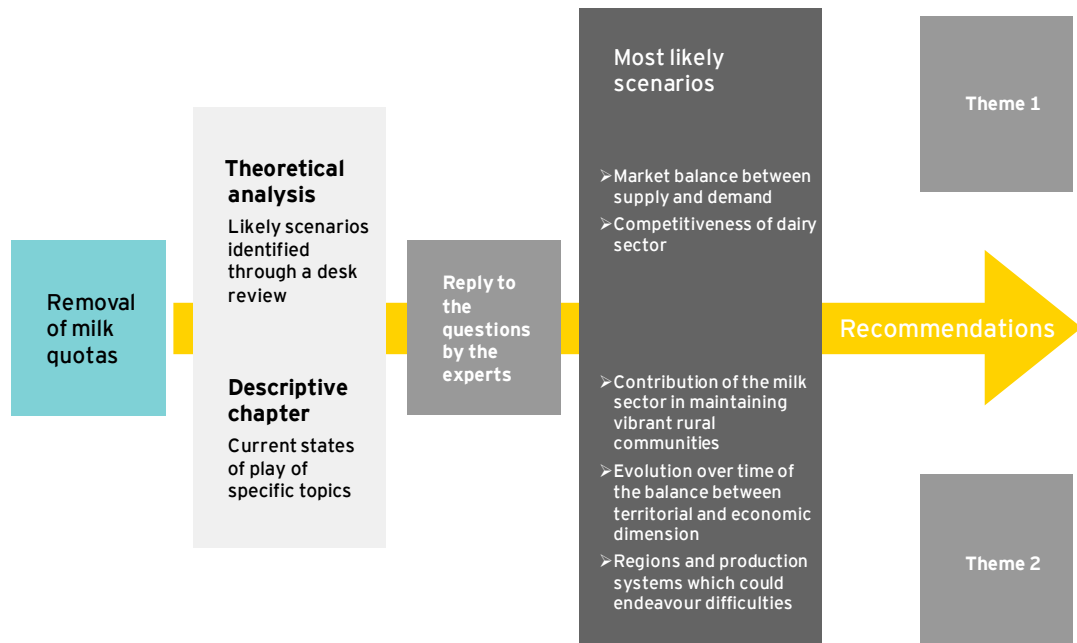 Removal
of milk
quotas
Theoretical
analysis
Likely scenarios
identified
through a desk
review
Descriptive
chapter
Current states
of play of
specific topics
Reply to
the
questions
by the
experts
Most likely
scenarios
➢Market balance between
supply and demand
➢Competitiveness of dairy
sector
➢Contribution of the milk
sector in maintaining
vibrant rural
communities
➢Evolution over time of
the balance between
territorial and economic
dimension
➢Regions and production
systems which could
endeavour difficulties
Recommendations
Theme 1
Theme 2